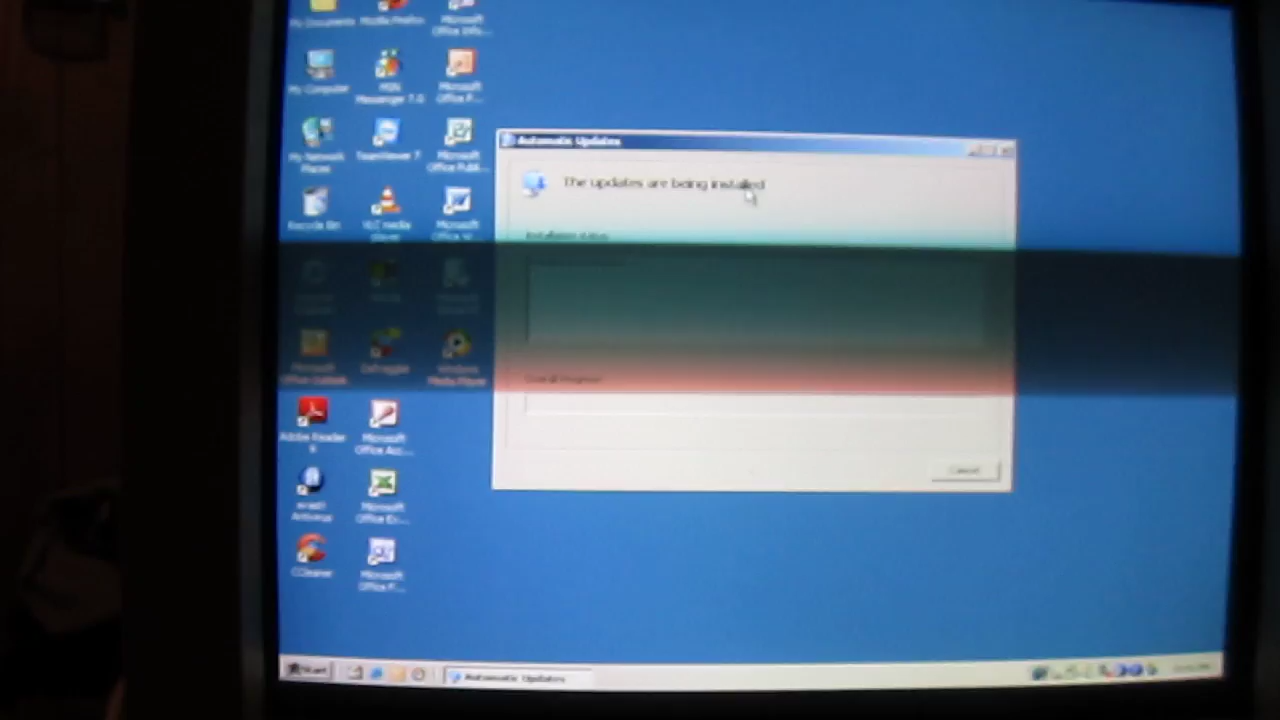 My Documents
Mozilla Firefox
Microsoft
Office Info...
My Computer
MSN
Messenger 7.0
Microsoft
Office P...
My Network
Places
TeamViewer 7
Microsoft
Office Publ...
Recycle Bin
VLC media
player
Microsoft
Office W...
Microsoft
Office Outlook
Defraggler
Windows
Media Player
Adobe Reader
Microsoft
Office Acc...
avast!
Antivirus
Microsoft
Office Ex...
CCleaner
Microsoft
Office P...
Automatic Updates
The updates are being installed
Installation status:
Overall Progress:
Cancel
Start
Automatic Updates